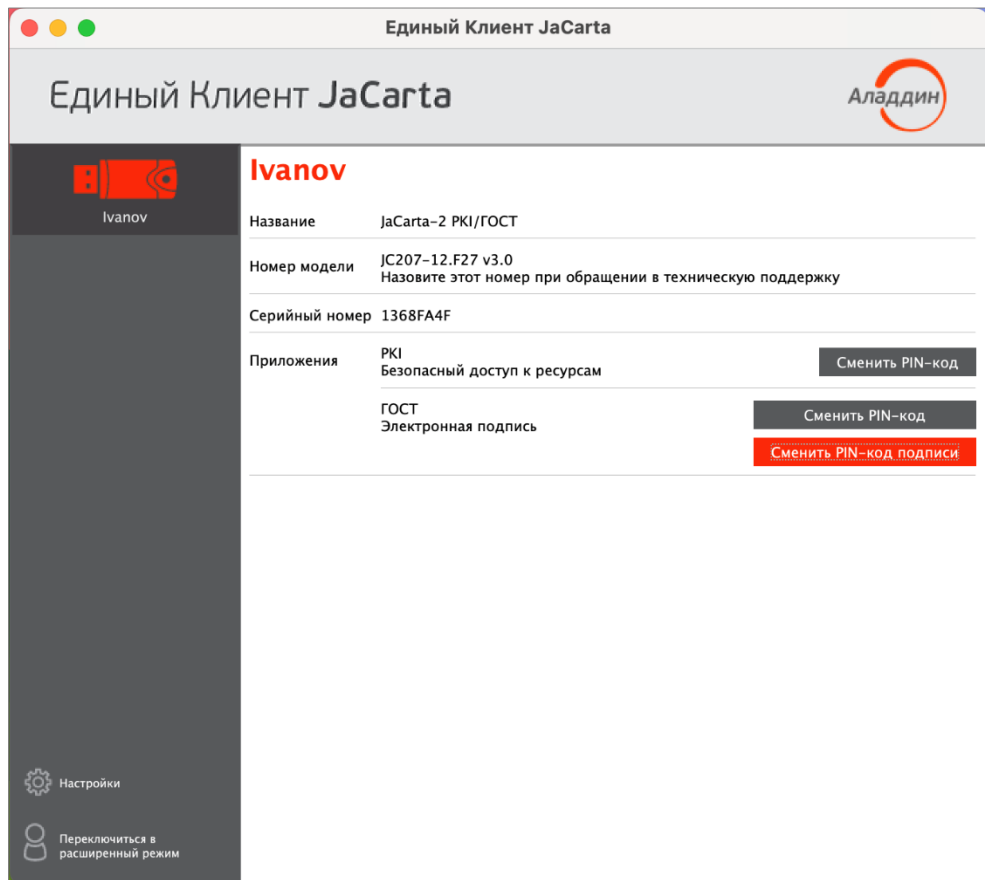 Единый Клиент JaCarta
Единый Клиент JaCarta
Аладдин
Ivanov
Ivanov
Название JaCarta-2 PKI/ГОСТ
Номер модели JC207-12.F27 v3.0
Назовите этот номер при обращении в техническую поддержку
Серийный номер 1368FA4F
Приложения PKI
Безопасный доступ к ресурсам
Сменить PIN-код
ГОСТ
Электронная подпись
Сменить PIN-код
Сменить PIN-код подписи
Настройки
Переключиться в
расширенный режим